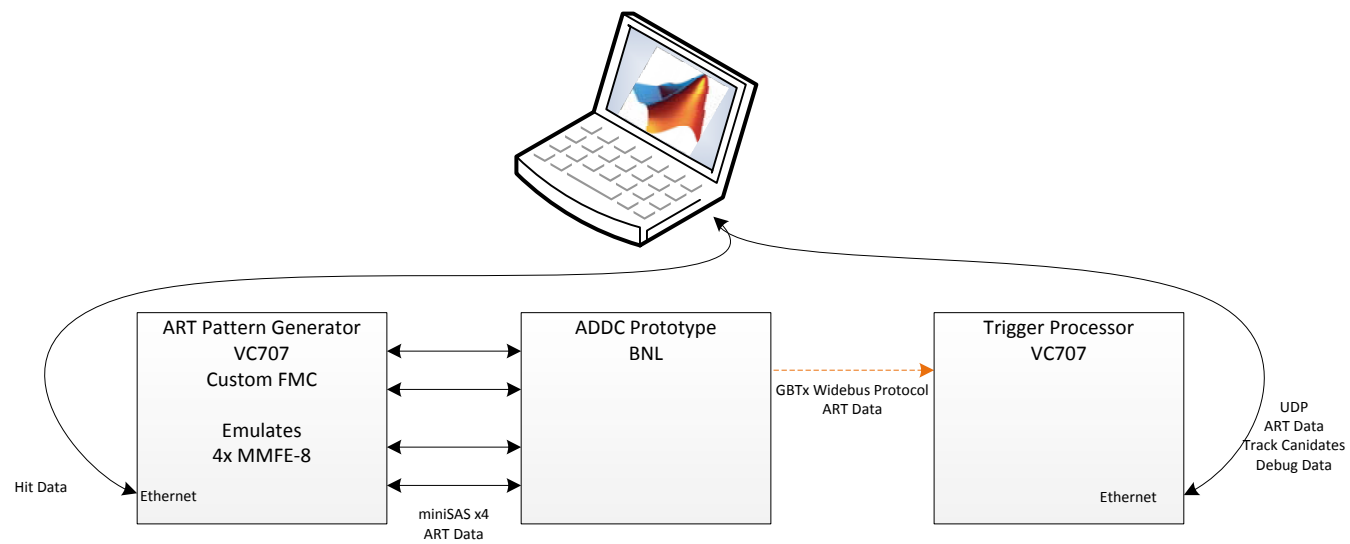 ART Pattern Generator
VC707
Custom FMC
Emulates
4x MMFE-8
Ethernet
Hit Data
miniSAS x4
ART Data
ADDC Prototype
BNL
GBTx Widebus Protocol
ART Data
Trigger Processor
VC707
Ethernet
UDP
ART Data
Track Canidates
Debug Data